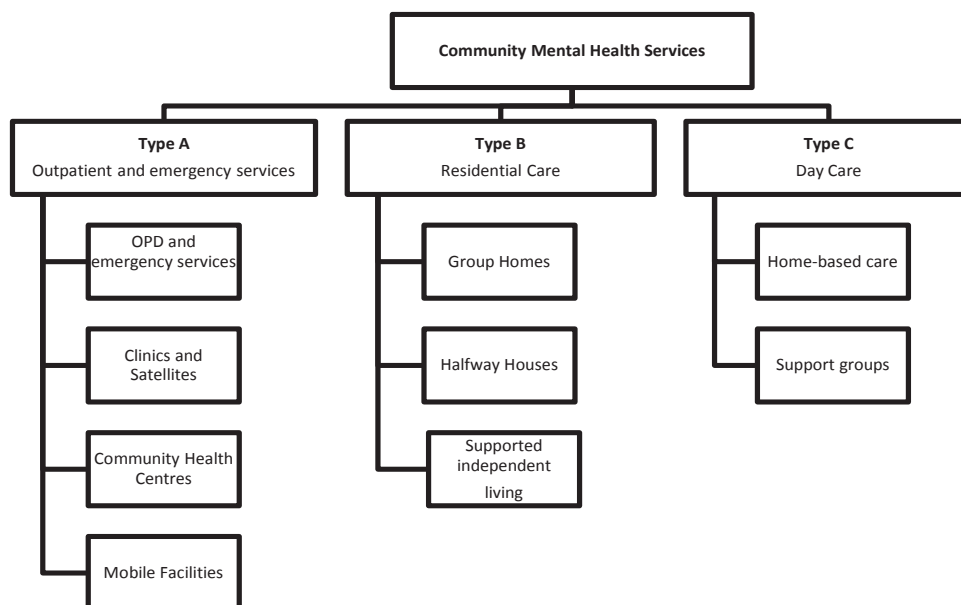 Community Mental Health Services
Type A
Outpatient and emergency services
Type B
Residential Care
Type C
Day Care
OPD and
emergency services
Clinics and
Satellites
Community Health
Centres
Mobile Facilities
Group Homes
Halfway Houses
Supported
independent
living
Home-based care
Support groups